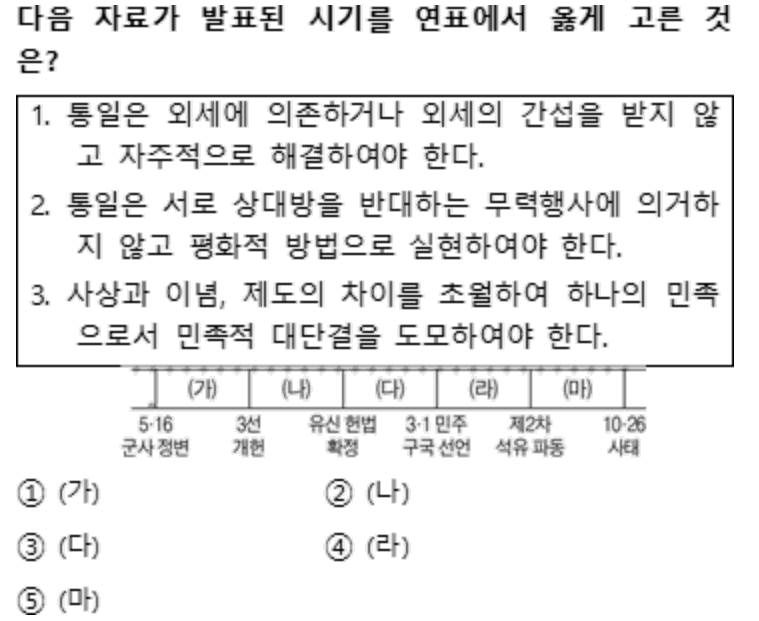 다음 자료가 발표된 시기를 연표에서 옳게 고른 것
은?
1. 통일은 외세에 의존하거나 외세의 간섭을 받지 않
고 자주적으로 해결하여야 한다.
2. 통일은 서로 상대방을 반대하는 무력행사에 의거하
지 않고 평화적 방법으로 실현하여야 한다.
3. 사상과 이념, 제도의 차이를 초월하여 하나의 민족
으로서 민족적 대단결을 도모하여야 한다.
(가) (나) (다) (라) (마)
5·16 3선 유신 헌법 3·1 민주 제2차 10·26
군사 정변 개헌 확정 구국 선언 석유 파동 사태
① (가) ② (나)
③ (다) ④ (라)
⑤ (마)